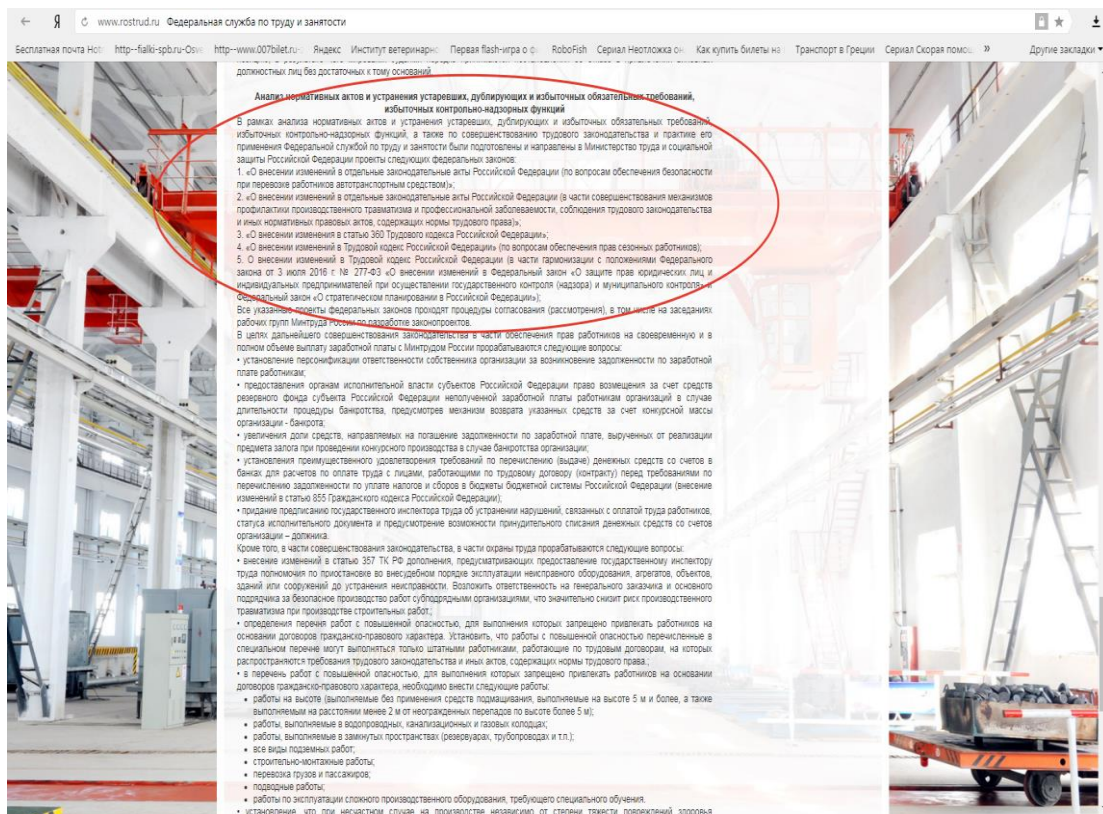 www.rostrud.ru Федеральная служба по труду и занятости
Бесплатная почта Hot http--fialki-spb.ru-Osve http--www.007bilet.ru- Яндекс Институт ветеринарно Первая flash-игра о ф RoboFish Сериал Неотложка он Как купить билеты на Транспорт в Греции Сериал Скорая помощ » Другие закладки
должностных лиц без достаточных к тому оснований.
Анализ нормативных актов и устранения устаревших, дублирующих и избыточных обязательных требований,
избыточных контрольно-надзорных функций
В рамках анализа нормативных актов и устранения устаревших, дублирующих и избыточных обязательных требований,
избыточных контрольно-надзорных функций, а также по совершенствованию трудового законодательства и практике его
применения Федеральной службой по труду и занятости были подготовлены и направлены в Министерство труда и социальной
защиты Российской Федерации проекты следующих федеральных законов:
1. «О внесении изменений в отдельные законодательные акты Российской Федерации (по вопросам обеспечения безопасности
при перевозке работников автотранспортным средством)»;
2. «О внесении изменений в отдельные законодательные акты Российской Федерации (в части совершенствования механизмов
профилактики производственного травматизма и профессиональной заболеваемости, соблюдения трудового законодательства
и иных нормативных правовых актов, содержащих нормы трудового права)»;
3. «О внесении изменения в статью 360 Трудового кодекса Российской Федерации»;
4. «О внесении изменений в Трудовой кодекс Российской Федерации» (по вопросам обеспечения прав сезонных работников);
5. О внесении изменений в Трудовой кодекс Российской Федерации (в части гармонизации с положениями Федерального
закона от 3 июля 2016 г. № 277-ФЗ «О внесении изменений в Федеральный закон «О защите прав юридических лиц и
индивидуальных предпринимателей при осуществлении государственного контроля (надзора) и муниципального контроля» и
Федеральный закон «О стратегическом планировании в Российской Федерации»);
Все указанные проекты федеральных законов проходят процедуры согласования (рассмотрения), в том числе на заседаниях
рабочих групп Минтруда России по разработке законопроектов.
В целях дальнейшего совершенствования законодательства в части обеспечения прав работников на своевременную и в
полном объеме выплату заработной платы с Минтрудом России прорабатываются следующие вопросы:
• установление персонификации ответственности собственника организации за возникновение задолженности по заработной
плате работникам;
• предоставления органам исполнительной власти субъектов Российской Федерации право возмещения за счет средств
резервного фонда субъекта Российской Федерации неполученной заработной платы работникам организаций в случае
длительности процедуры банкротства, предусмотрев механизм возврата указанных средств за счет конкурсной массы
организации - банкрота;
• увеличения доли средств, направляемых на погашение задолженности по заработной плате, вырученных от реализации
предмета залога при проведении конкурсного производства в случае банкротства организации;
• установления преимущественного удовлетворения требований по перечислению (выдаче) денежных средств со счетов в
банках для расчетов по оплате труда с лицами, работающими по трудовому договору (контракту) перед требованиями по
перечислению задолженности по уплате налогов и сборов в бюджеты бюджетной системы Российской Федерации (внесение
изменений в статью 855 Гражданского кодекса Российской Федерации);
• придание предписанию государственного инспектора труда об устранении нарушений, связанных с оплатой труда работников,
статуса исполнительного документа и предусмотрение возможности принудительного списания денежных средств со счетов
организации – должника.
Кроме того, в части совершенствования законодательства, в части охраны труда прорабатываются следующие вопросы:
• внесение изменений в статью 357 ТК РФ дополнения, предусматривающих предоставление государственному инспектору
труда полномочия по приостановке во внесудебном порядке эксплуатации неисправного оборудования, агрегатов, объектов,
зданий или сооружений до устранения неисправности. Возложить ответственность на генерального заказчика и основного
подрядчика за безопасное производство работ субподрядными организациями, что значительно снизит риск производственного
травматизма при производстве строительных работ.;
• определения перечня работ с повышенной опасностью, для выполнения которых запрещено привлекать работников на
основании договоров гражданско-правового характера. Установить, что работы с повышенной опасностью перечисленные в
специальном перечне могут выполняться только штатными работниками, работающие по трудовым договорам, на которых
распространяются требования трудового законодательства и иных актов, содержащих нормы трудового права.;
• в перечень работ с повышенной опасностью, для выполнения которых запрещено привлекать работников на основании
договоров гражданско-правового характера, необходимо внести следующие работы:
• работы на высоте (выполняемые без применения средств подмащивания, выполняемые на высоте 5 м и более, а также
выполняемым на расстоянии менее 2 м от неогражденных перепадов по высоте более 5 м);
• работы, выполняемые в водопроводных, канализационных и газовых колодцах;
• работы, выполняемые в замкнутых пространствах (резервуарах, трубопроводах и т.п.);
• все виды подземных работ;
• строительно-монтажные работы;
• перевозка грузов и пассажиров;
• подводные работы;
• работы по эксплуатации сложного производственного оборудования, требующего специального обучения.
• установление, что при несчастном случае на производстве независимо от степени тяжести повреждений здоровья